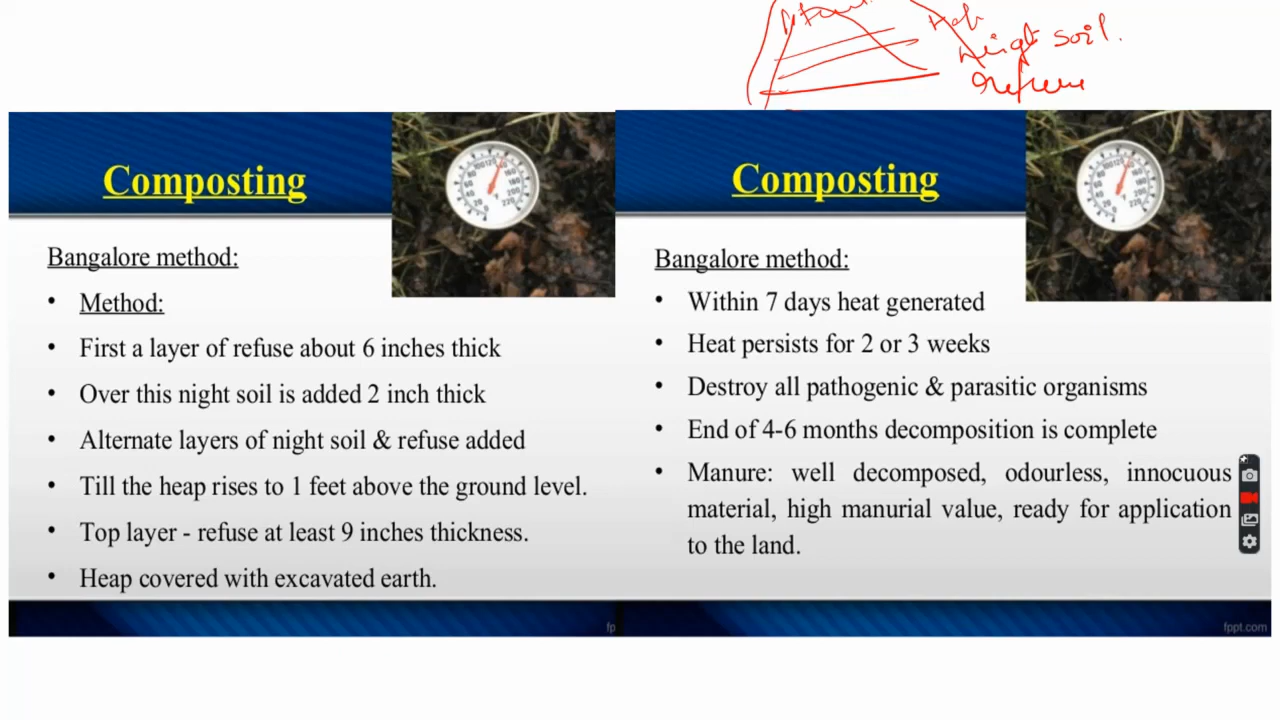 night soil.
refuse
Composting
Bangalore method:
• Method:
• First a layer of refuse about 6 inches thick
• Over this night soil is added 2 inch thick
• Alternate layers of night soil & refuse added
• Till the heap rises to 1 feet above the ground level.
• Top layer - refuse at least 9 inches thickness.
• Heap covered with excavated earth.
fp
Composting
Bangalore method:
• Within 7 days heat generated
• Heat persists for 2 or 3 weeks
• Destroy all pathogenic & parasitic organisms
• End of 4-6 months decomposition is complete
• Manure: well decomposed, odourless, innocuous
material, high manurial value, ready for application
to the land.
fppt.com